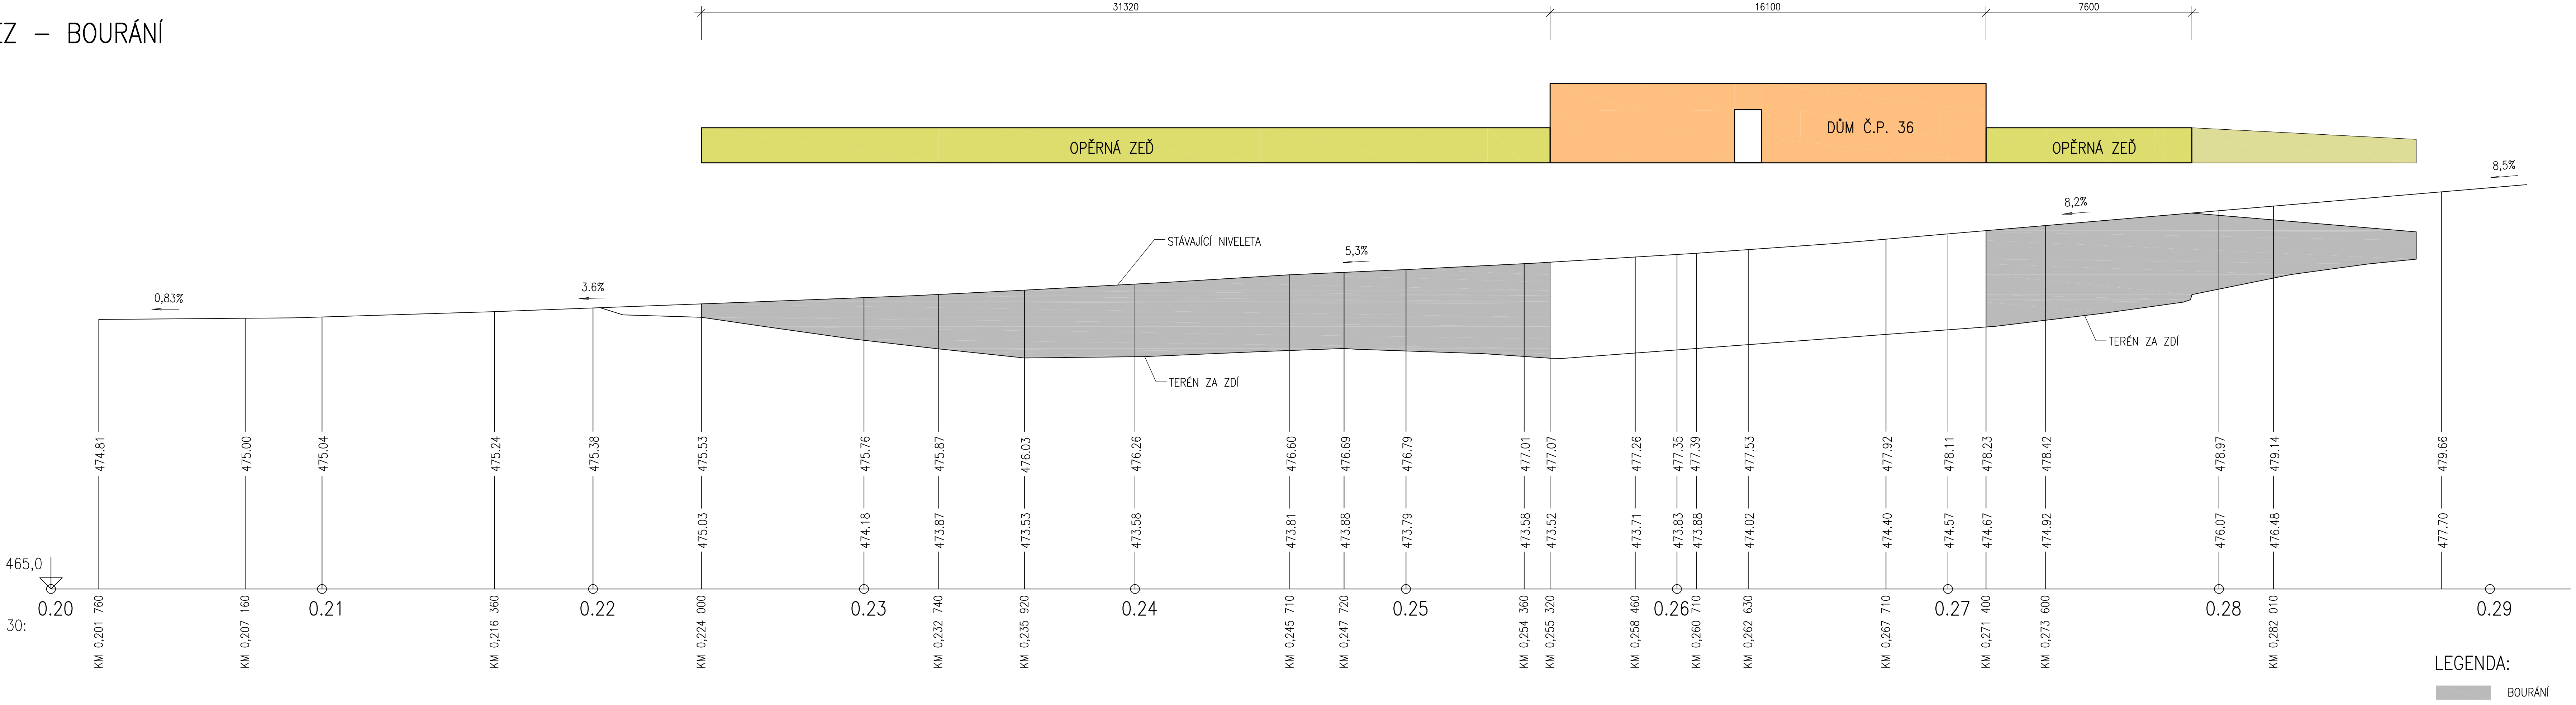 31320
16100
7600
EZ – BOURÁNÍ
DŮM Č.P. 36
OPĚRNÁ ZEĎ
OPĚRNÁ ZEĎ
8,5%
8,2%
STÁVAJÍCÍ NIVELETA
5,3%
3.6%
0,83%
TERÉN ZA ZDÍ
TERÉN ZA ZDÍ
474.81
475.00
475.04
475.24
475.38
475.53
475.76
475.87
476.03
476.26
476.60
476.69
476.79
477.01
477.07
477.26
477.35
477.39
477.53
477.92
478.11
478.23
478.42
478.97
479.14
479.66
475.03
474.18
473.87
473.53
473.58
473.81
473.88
473.79
473.58
473.52
473.71
473.83
473.88
474.02
474.40
474.57
474.67
474.92
476.07
476.48
477.70
465,0
0.20
0.21
0.22
0.23
0.24
0.25
0.26
0.27
0.28
0.29
30:
KM 0,201 760
KM 0,207 160
KM 0,216 360
KM 0,224 000
KM 0,232 740
KM 0,235 920
KM 0,245 710
KM 0,247 720
KM 0,254 360
KM 0,255 320
KM 0,258 460
KM 0,260 710
KM 0,262 630
KM 0,267 710
KM 0,271 400
KM 0,273 600
KM 0,282 010
LEGENDA:
BOURÁNÍ